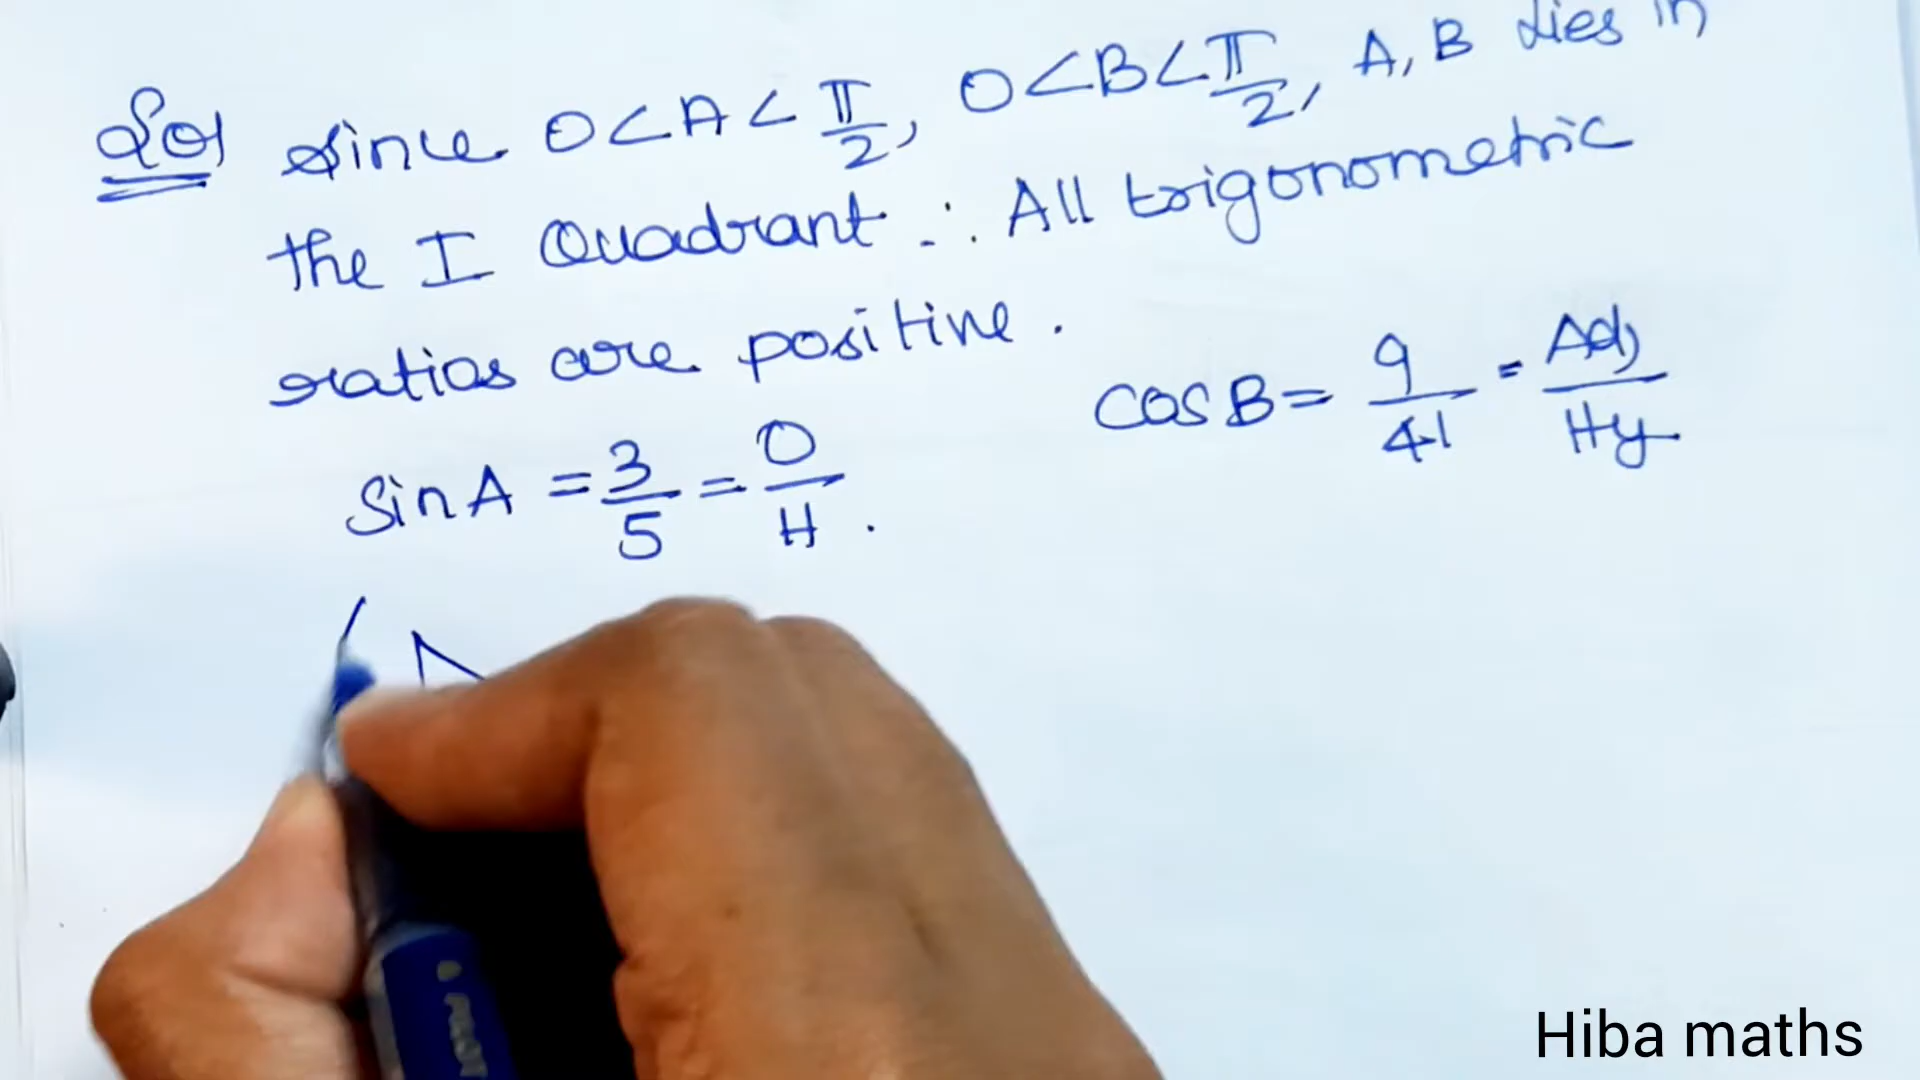 Sol Since 0<A<π/2, 0<B<π/2, A, B lies in
the I Quadrant ∴ All trigonometric
ratios are positive.
Sin A = 3/5 = O/H.
cos B = 9/41 = Adj/Hy
Hiba maths